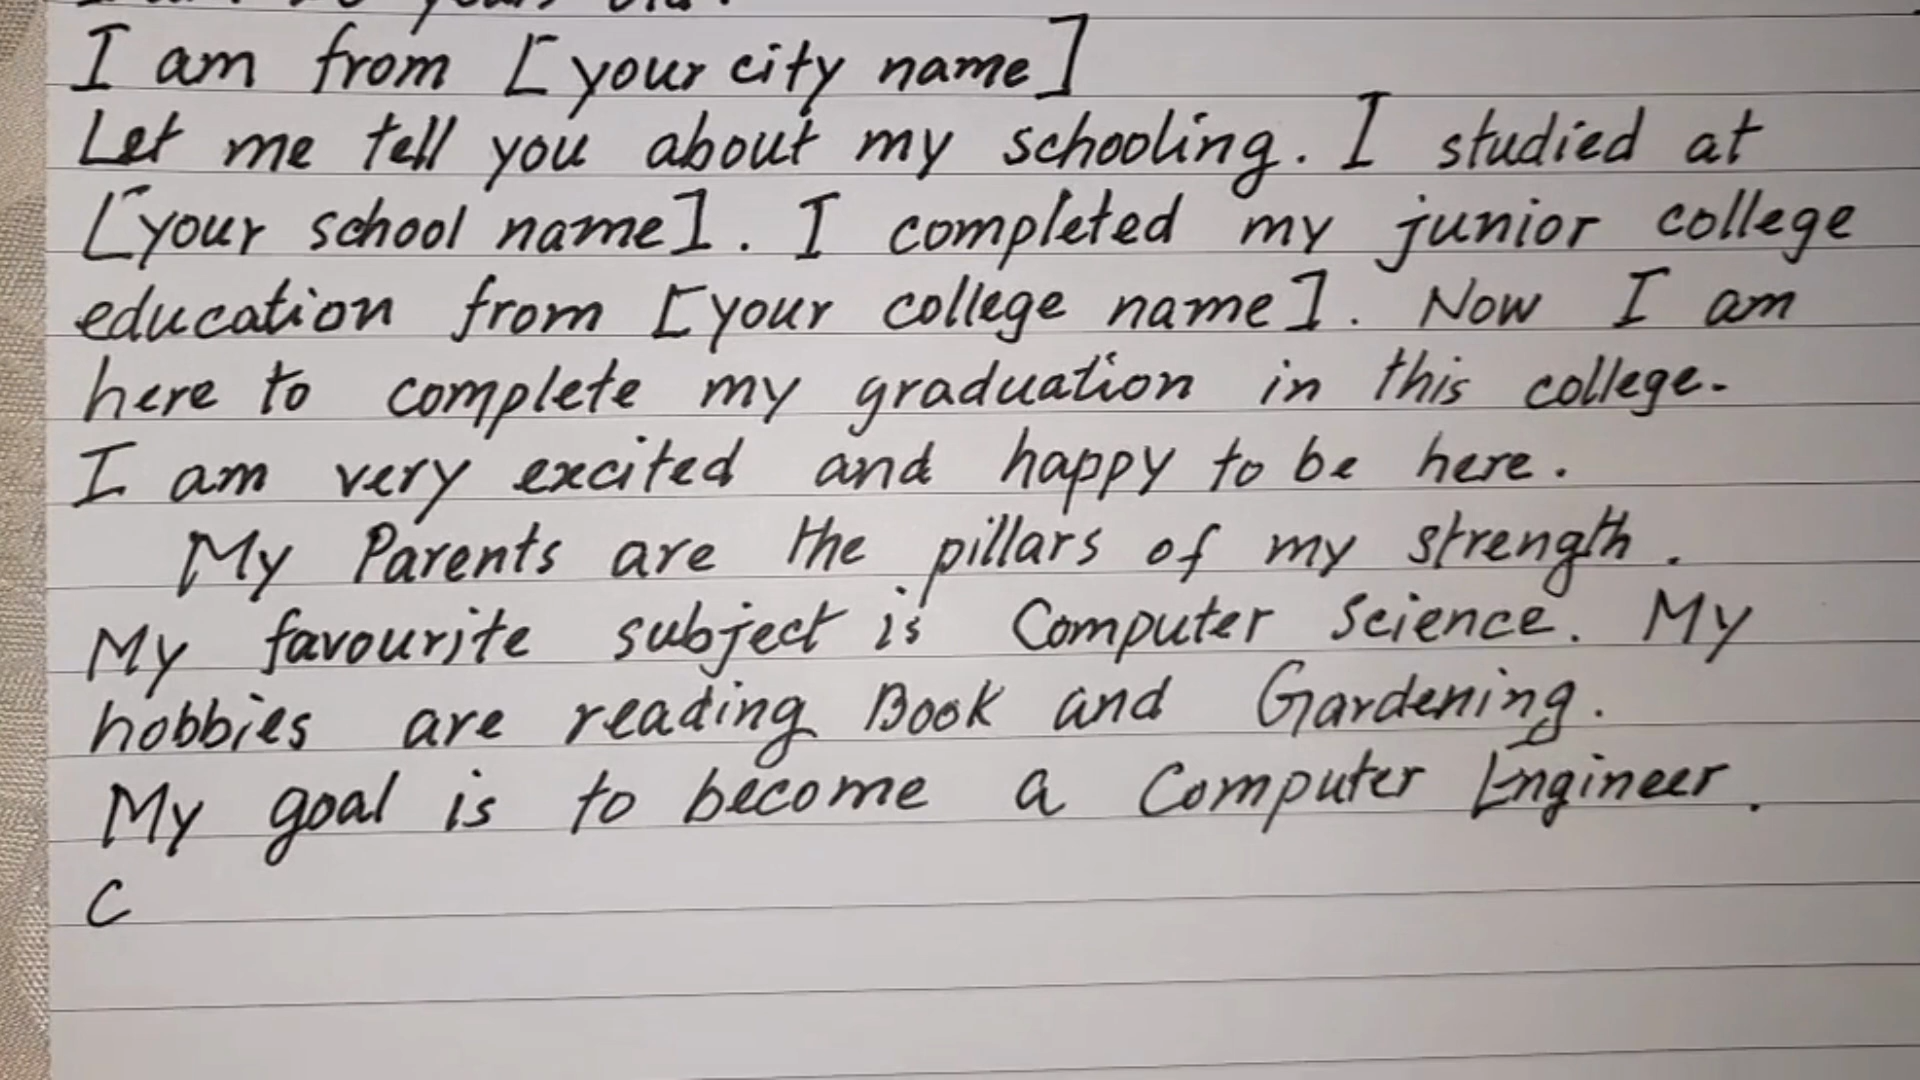 years old.
I am from [your city name]
Let me tell you about my schooling. I studied at
[your school name]. I completed my junior college
education from [your college name]. Now I am
here to complete my graduation in this college.
I am very excited and happy to be here.
My Parents are the pillars of my strength.
My favourite subject is Computer Science. My
hobbies are reading Book and Gardening.
My goal is to become a Computer Engineer.
C